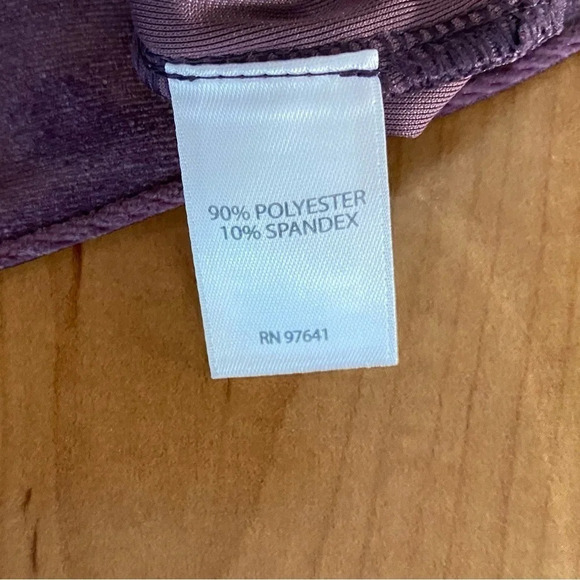 90% POLYESTER
10% SPANDEX
RN 97641